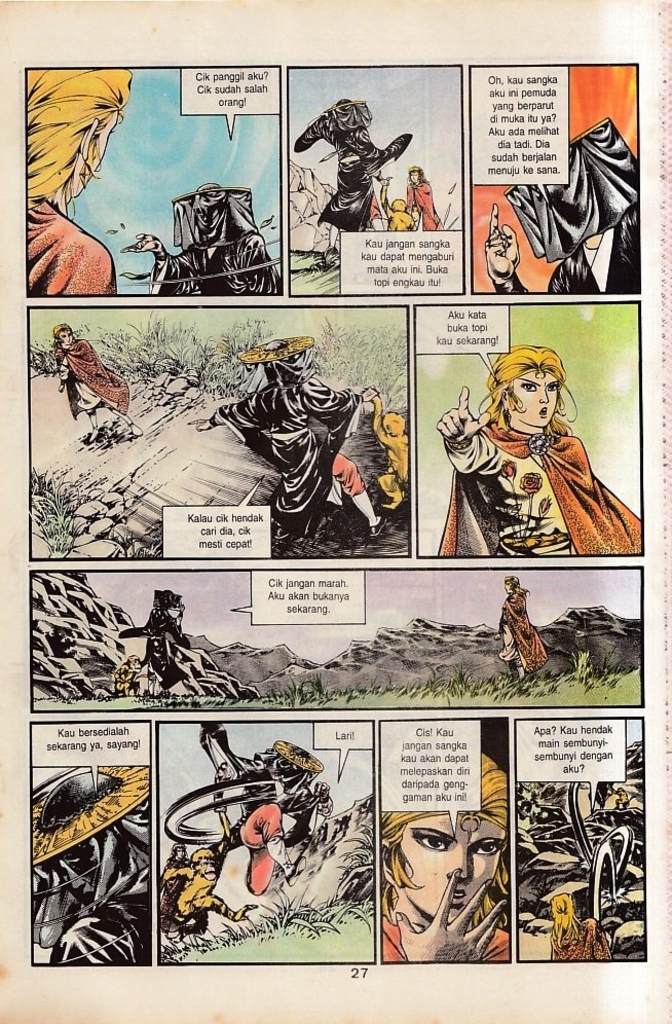 Cik panggil aku?
Cik sudah salah
orang!
Kau jangan sangka
kau dapat mengaburi
mata aku ini. Buka
topi engkau itu!
Oh, kau sangka
aku ini pemuda
yang berparut
di muka itu ya?
Aku ada melihat
dia tadi. Dia
sudah berjalan
menuju ke sana.
Kalau cik hendak
cari dia, cik
mesti cepat!
Aku kata
buka topi
kau sekarang!
Cik jangan marah.
Aku akan bukanya
sekarang.
Kau bersedialah
sekarang ya, sayang!
Lari!
Cis! Kau
jangan sangka
kau akan dapat
melepaskan diri
daripada geng-
gaman aku ini!
Apa? Kau hendak
main sembunyi-
sembunyi dengan
aku?
27